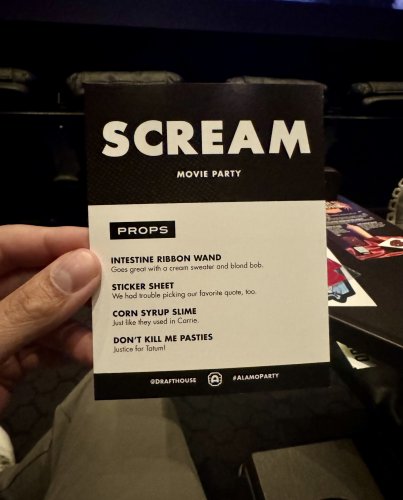 SCREAM
MOVIE PARTY
PROPS
INTESTINE RIBBON WAND
Goes great with a cream sweater and blond bob.
STICKER SHEET
We had trouble picking our favorite quote, too.
CORN SYRUP SLIME
Just like they used in Carrie.
DON'T KILL ME PASTIES
Justice for Tatum!
@DRAFTHOUSE A #ALAMOPARTY